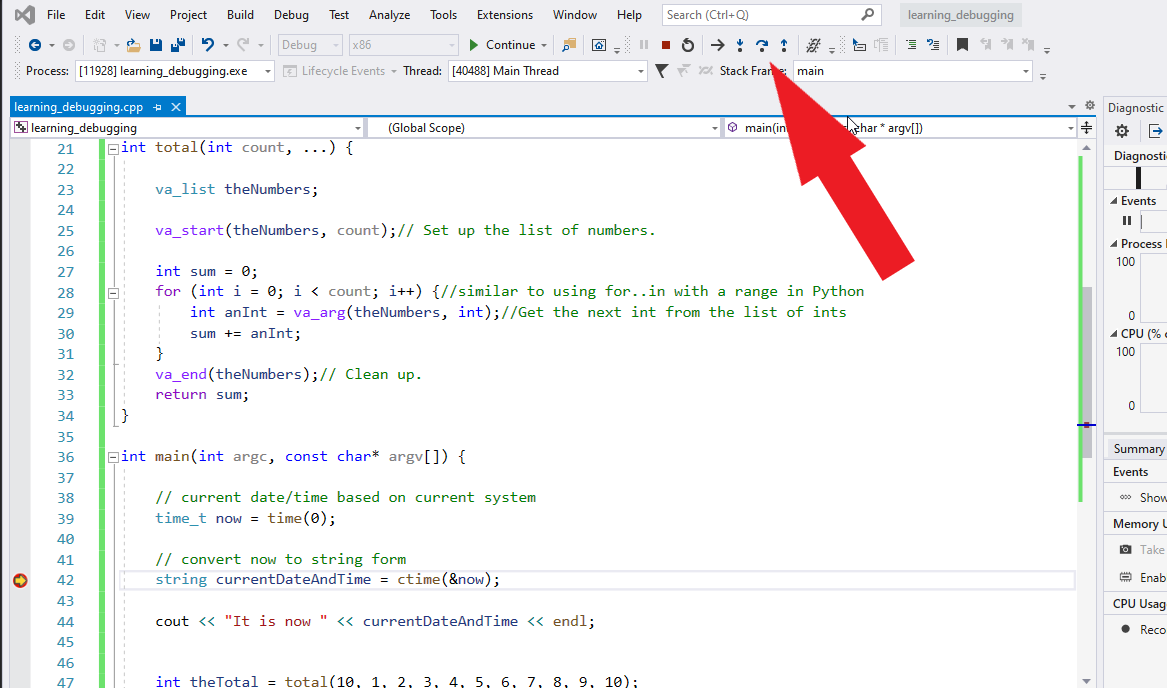 File Edit View Project Build Debug Test Analyze Tools Extensions Window Help Search (Ctrl+Q) learning_debugging
Debug x86 Continue
Process: [11928] learning_debugging.exe Lifecycle Events Thread: [40488] Main Thread Stack Frame: main
learning_debugging.cpp
learning_debugging (Global Scope) main(int char * argv[])
21 int total(int count, ...) {
22
23 va_list theNumbers;
24
25 va_start(theNumbers, count);// Set up the list of numbers.
26
27 int sum = 0;
28 for (int i = 0; i < count; i++) {//similar to using for..in with a range in Python
29 int anInt = va_arg(theNumbers, int);//Get the next int from the list of ints
30 sum += anInt;
31 }
32 va_end(theNumbers);// Clean up.
33 return sum;
34 }
35
36 int main(int argc, const char* argv[]) {
37
38 // current date/time based on current system
39 time_t now = time(0);
40
41 // convert now to string form
42 string currentDateAndTime = ctime(&now);
43
44 cout << "It is now " << currentDateAndTime << endl;
45
46
47 int theTotal = total(10, 1, 2, 3, 4, 5, 6, 7, 8, 9, 10);
Diagnostic
Diagnosti
Events
Process
100
0
CPU (% o
100
0
Summary
Events
Show
Memory U
Take
Enab
CPU Usag
Reco